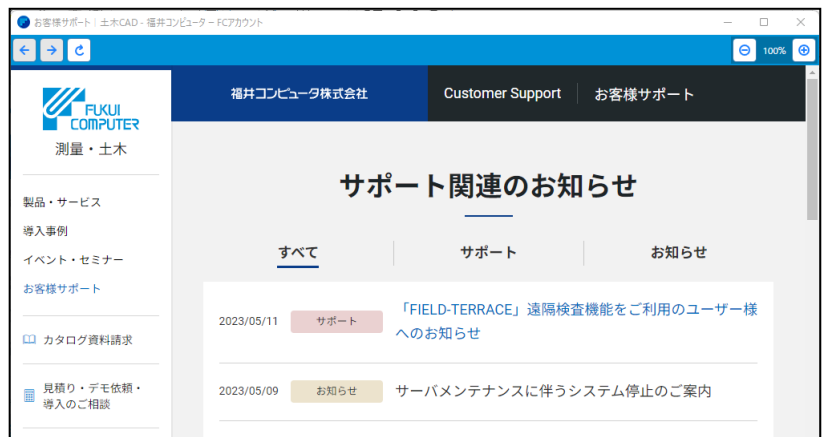 お客様サポート | 土木CAD - 福井コンピューター – FCアカウント
100%
FUKUI
COMPUTER
測量・土木
製品・サービス
導入事例
イベント・セミナー
お客様サポート
カタログ資料請求
見積り・デモ依頼・
導入のご相談
福井コンピュータ株式会社
Customer Support
お客様サポート
サポート関連のお知らせ
すべて
サポート
お知らせ
2023/05/11
サポート
「FIELD-TERRACE」遠隔検査機能をご利用のユーザー様
へのお知らせ
2023/05/09
お知らせ
サーバメンテナンスに伴うシステム停止のご案内